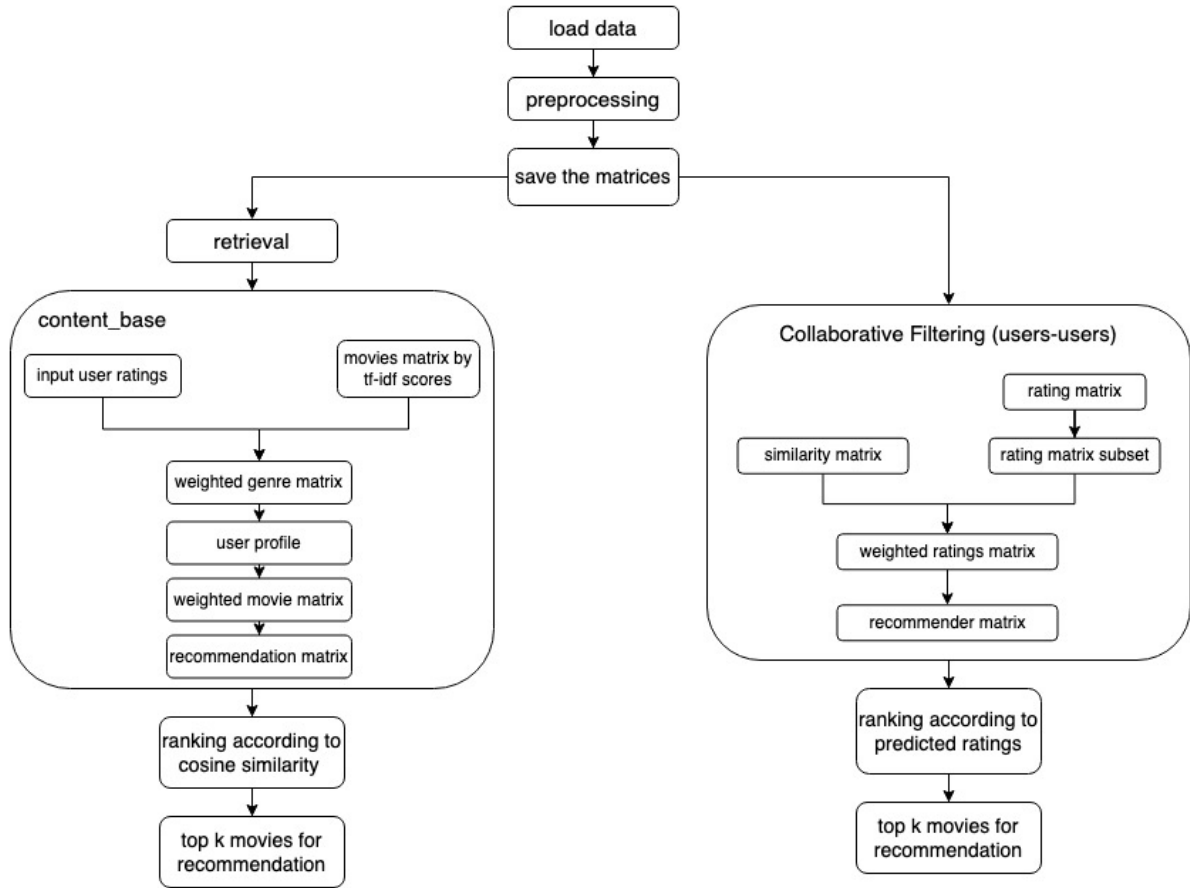 load data
preprocessing
save the matrices
retrieval
content_base
input user ratings
movies matrix by
tf-idf scores
weighted genre matrix
user profile
weighted movie matrix
recommendation matrix
ranking according to
cosine similarity
top k movies for
recommendation
Collaborative Filtering (users-users)
rating matrix
similarity matrix
rating matrix subset
weighted ratings matrix
recommender matrix
ranking according to
predicted ratings
top k movies for
recommendation